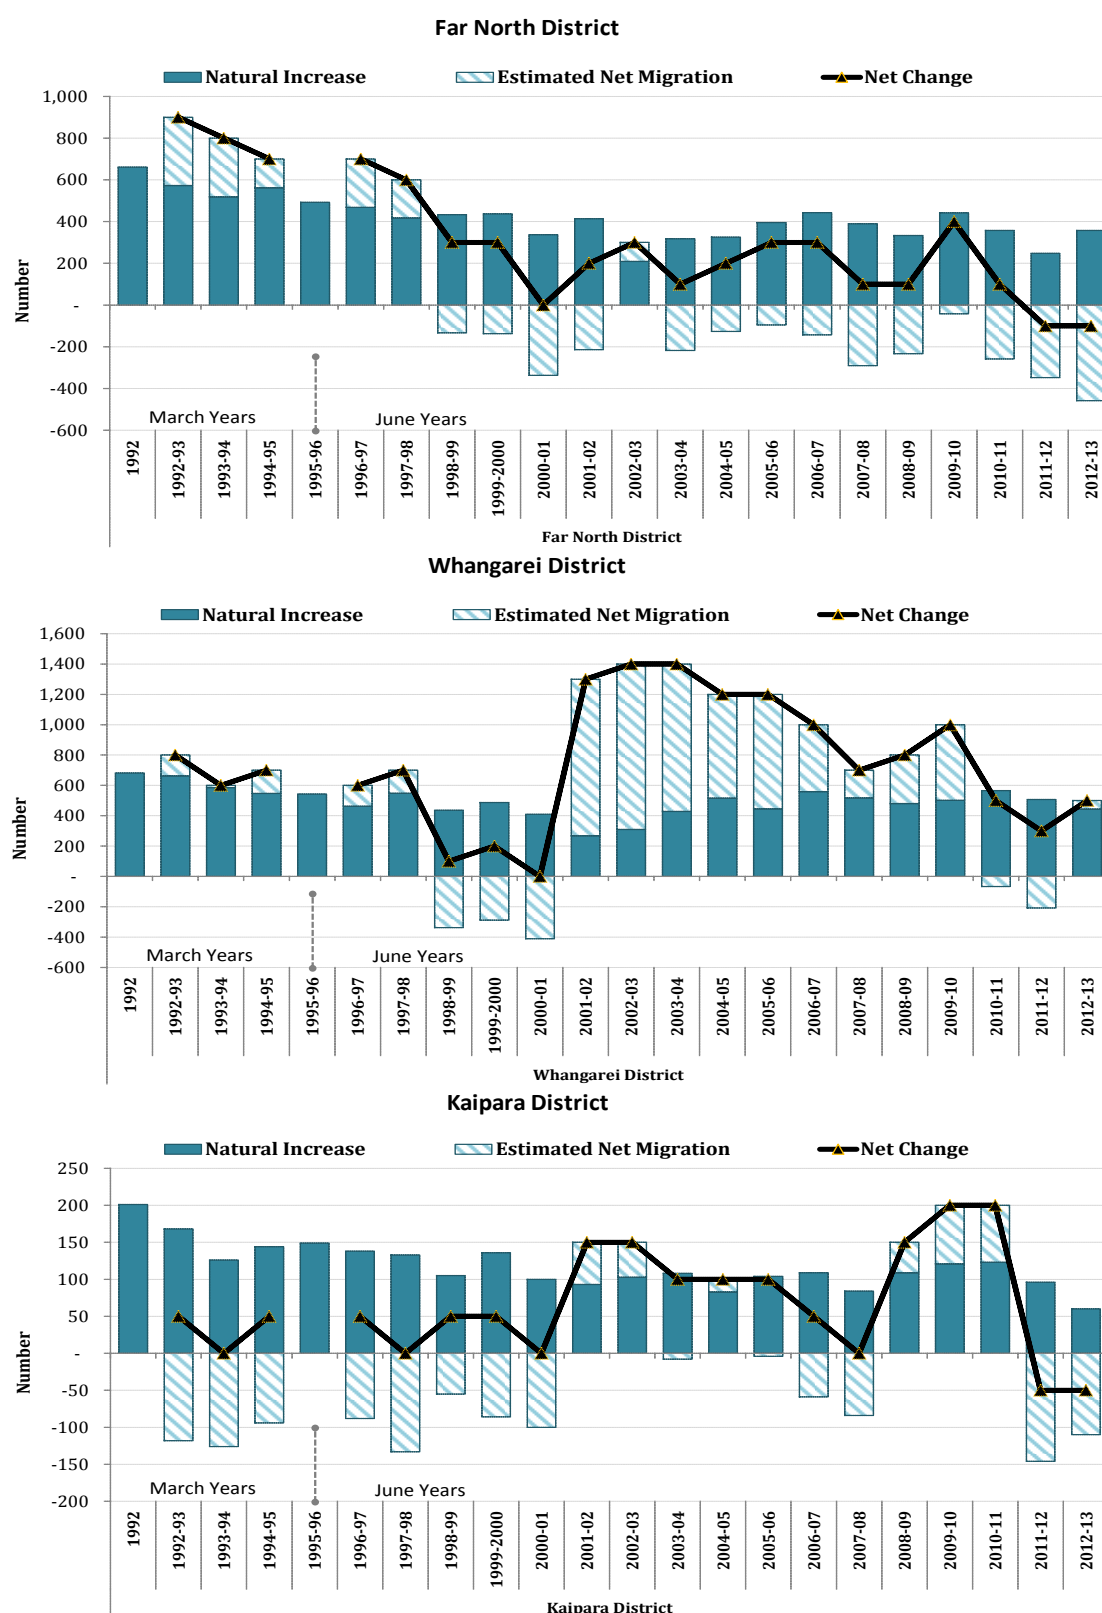 Far North District
Natural Increase Estimated Net Migration Net Change
1,000
800
600
400
200
-
-200
-400
-600
Number
March Years June Years
1992 1992-93 1993-94 1994-95 1995-96 1996-97 1997-98 1998-99 1999-2000 2000-01 2001-02 2002-03 2003-04 2004-05 2005-06 2006-07 2007-08 2008-09 2009-10 2010-11 2011-12 2012-13
Far North District
Whangarei District
Natural Increase Estimated Net Migration Net Change
1,600
1,400
1,200
1,000
800
600
400
200
-
-200
-400
-600
Number
March Years June Years
1992 1992-93 1993-94 1994-95 1995-96 1996-97 1997-98 1998-99 1999-2000 2000-01 2001-02 2002-03 2003-04 2004-05 2005-06 2006-07 2007-08 2008-09 2009-10 2010-11 2011-12 2012-13
Whangarei District
Kaipara District
Natural Increase Estimated Net Migration Net Change
250
200
150
100
50
-
-50
-100
-150
-200
Number
March Years June Years
1992 1992-93 1993-94 1994-95 1995-96 1996-97 1997-98 1998-99 1999-2000 2000-01 2001-02 2002-03 2003-04 2004-05 2005-06 2006-07 2007-08 2008-09 2009-10 2010-11 2011-12 2012-13
Kaipara District